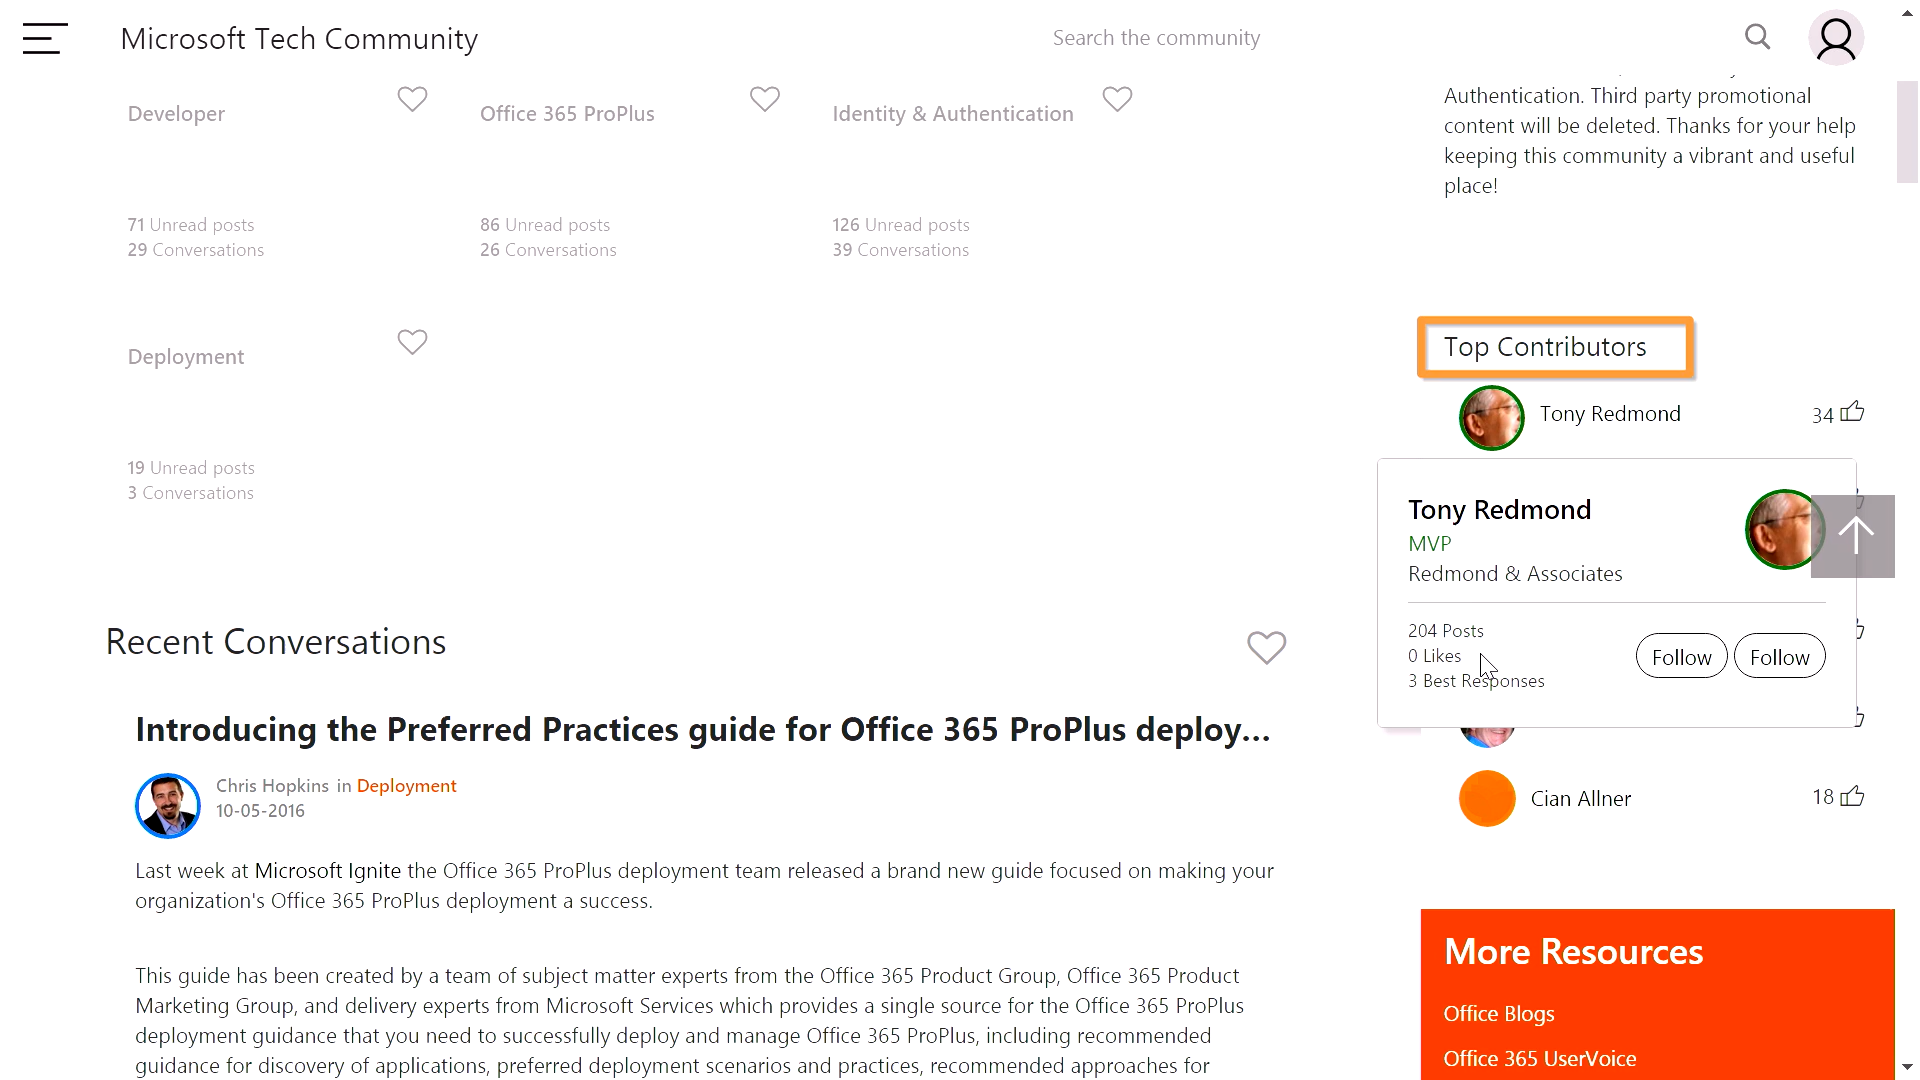 Microsoft Tech Community
Search the community
Developer
Office 365 ProPlus
Identity & Authentication
71 Unread posts
29 Conversations
86 Unread posts
26 Conversations
126 Unread posts
39 Conversations
Deployment
19 Unread posts
3 Conversations
Recent Conversations
Introducing the Preferred Practices guide for Office 365 ProPlus deploy...
Chris Hopkins in Deployment
10-05-2016
Last week at Microsoft Ignite the Office 365 ProPlus deployment team released a brand new guide focused on making your
organization's Office 365 ProPlus deployment a success.
This guide has been created by a team of subject matter experts from the Office 365 Product Group, Office 365 Product
Marketing Group, and delivery experts from Microsoft Services which provides a single source for the Office 365 ProPlus
deployment guidance that you need to successfully deploy and manage Office 365 ProPlus, including recommended
guidance for discovery of applications, preferred deployment scenarios and practices, recommended approaches for
Authentication. Third party promotional
content will be deleted. Thanks for your help
keeping this community a vibrant and useful
place!
Top Contributors
Tony Redmond
34
Tony Redmond
MVP
Redmond & Associates
204 Posts
0 Likes
3 Best Responses
Follow
Follow
Cian Allner
18
More Resources
Office Blogs
Office 365 UserVoice